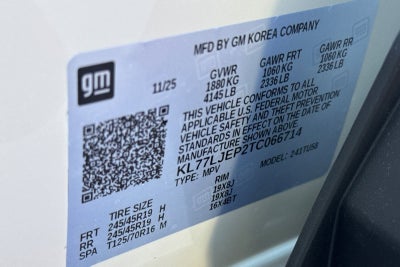 MFD BY GM KOREA COMPANY
gm
11/25 GVWR GAWR FRT GAWR RR
1880 KG 1060 KG 1060 KG
4145 LB 2336 LB 2336 LB
THIS VEHICLE CONFORMS TO ALL
APPLICABLE U.S. FEDERAL MOTOR
VEHICLE SAFETY AND THEFT PREVENTION
STANDARDS IN EFFECT ON THE DATE OF
MANUFACTURE SHOWN ABOVE.
KL77LJEP2TC066714
TYPE: MPV MODEL: 241TU58
TIRE SIZE RIM
FRT 245/45R19 H 19X8J
RR 245/45R19 H 19X8J
SPA T125/70R16 M 16X4BT